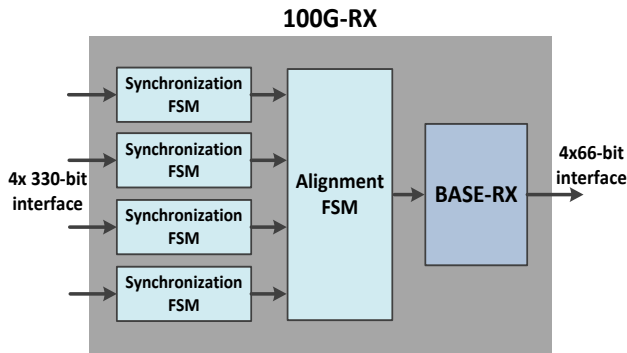 100G-RX
Synchronization
FSM
Synchronization
FSM
Synchronization
FSM
Synchronization
FSM
4x 330-bit
interface
Alignment
FSM
BASE-RX
4x66-bit
interface